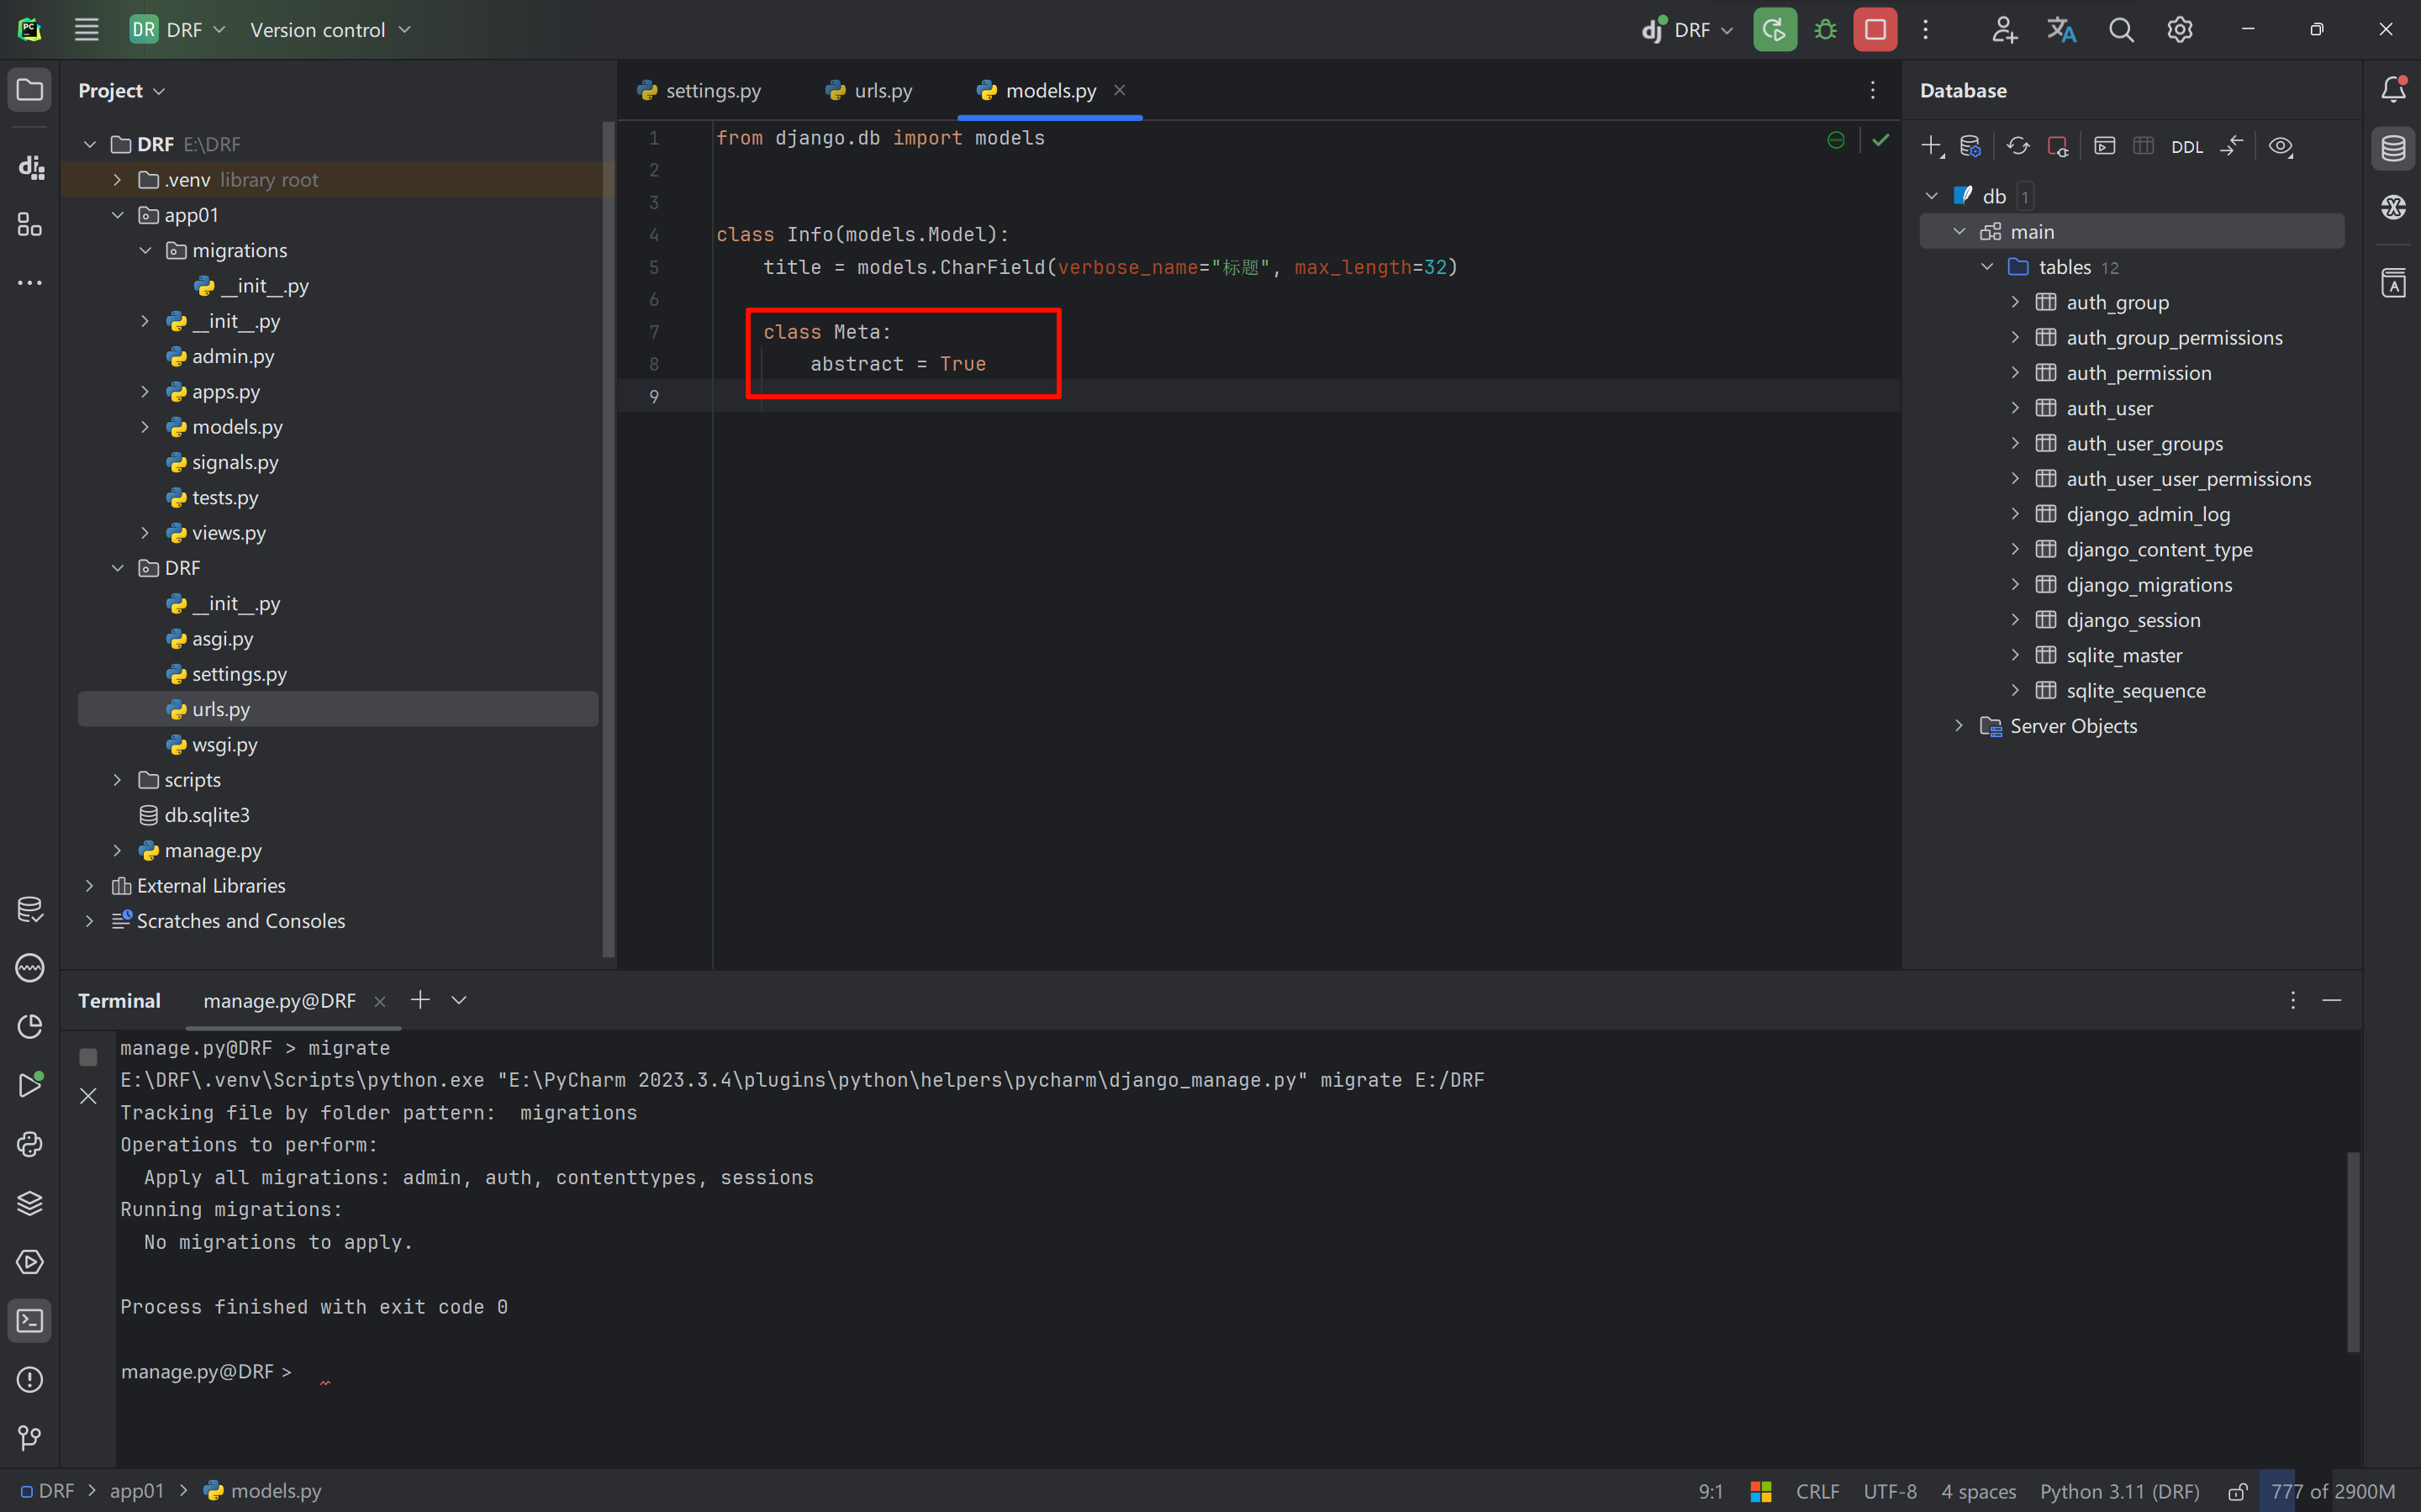 DR DRF Version control
DRF
Project
DRF E:\DRF
.venv library root
app01
migrations
__init__.py
__init__.py
admin.py
apps.py
models.py
signals.py
tests.py
views.py
DRF
__init__.py
asgi.py
settings.py
urls.py
wsgi.py
scripts
db.sqlite3
manage.py
External Libraries
Scratches and Consoles
settings.py urls.py models.py
1 from django.db import models
2
3
4 class Info(models.Model):
5 title = models.CharField(verbose_name="标题", max_length=32)
6
7 class Meta:
8 abstract = True
9
Database
DDL
db 1
main
tables 12
auth_group
auth_group_permissions
auth_permission
auth_user
auth_user_groups
auth_user_user_permissions
django_admin_log
django_content_type
django_migrations
django_session
sqlite_master
sqlite_sequence
Server Objects
Terminal manage.py@DRF
manage.py@DRF > migrate
E:\DRF\.venv\Scripts\python.exe "E:\PyCharm 2023.3.4\plugins\python\helpers\pycharm\django_manage.py" migrate E:/DRF
Tracking file by folder pattern:  migrations
Operations to perform:
  Apply all migrations: admin, auth, contenttypes, sessions
Running migrations:
  No migrations to apply.
Process finished with exit code 0
manage.py@DRF >
DRF > app01 > models.py
9:1 CRLF UTF-8 4 spaces Python 3.11 (DRF) 777 of 2900M